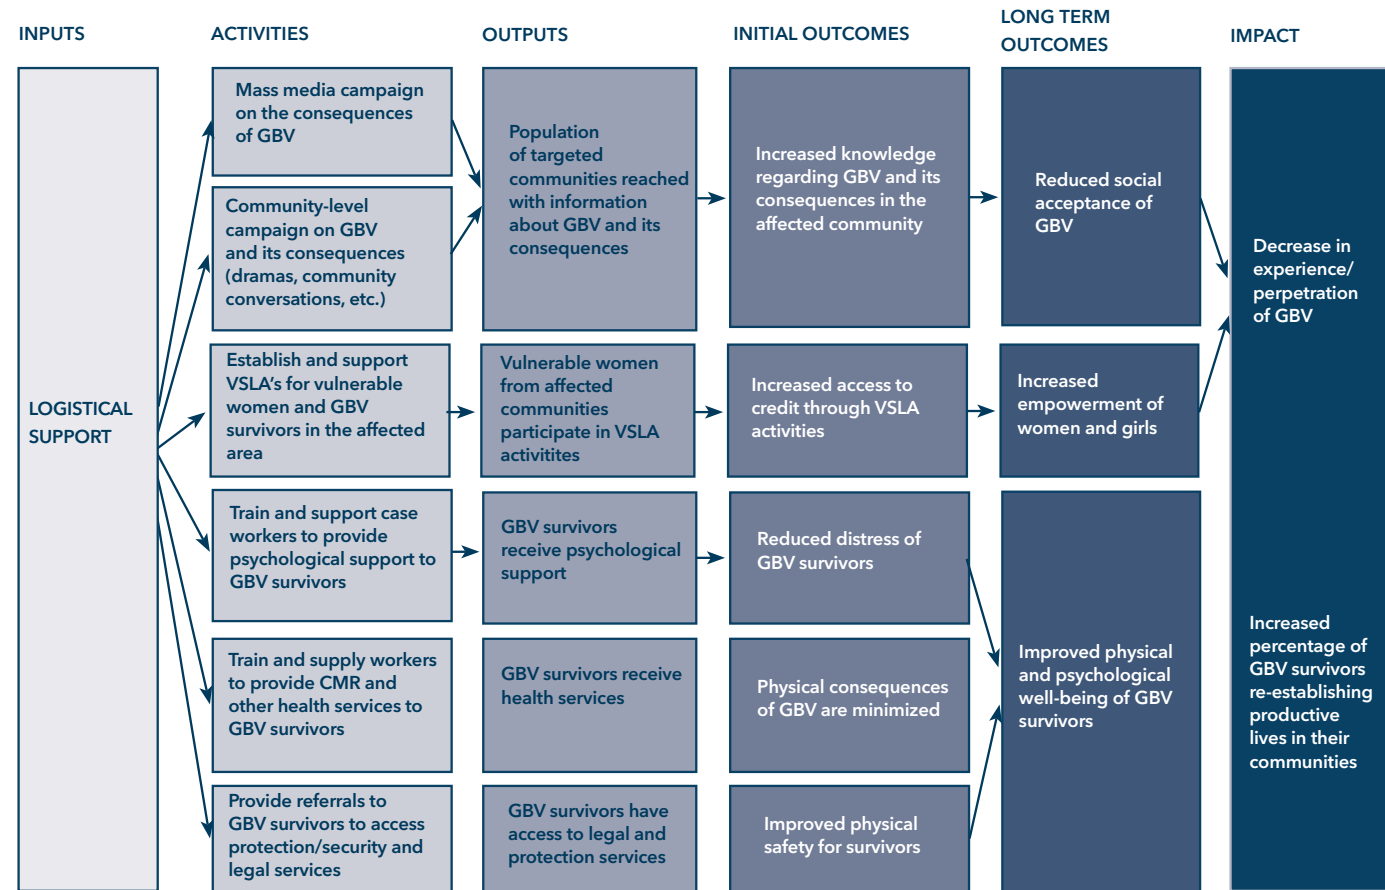 INPUTS
ACTIVITIES
OUTPUTS
INITIAL OUTCOMES
LONG TERM
OUTCOMES
IMPACT
LOGISTICAL
SUPPORT
Mass media campaign
on the consequences
of GBV
Community-level
campaign on GBV
and its consequences
(dramas, community
conversations, etc.)
Population
of targeted
communities reached
with information
about GBV and its
consequences
Increased knowledge
regarding GBV and its
consequences in the
affected community
Reduced social
acceptance of
GBV
Establish and support
VSLA's for vulnerable
women and GBV
survivors in the affected
area
Vulnerable women
from affected
communities
participate in VSLA
activitites
Increased access to
credit through VSLA
activities
Increased
empowerment of
women and girls
Decrease in
experience/
perpetration
of GBV
Train and support case
workers to provide
psychological support to
GBV survivors
GBV survivors
receive psychological
support
Reduced distress of
GBV survivors
Train and supply workers
to provide CMR and
other health services to
GBV survivors
GBV survivors receive
health services
Physical consequences
of GBV are minimized
Provide referrals to
GBV survivors to access
protection/security and
legal services
GBV survivors have
access to legal and
protection services
Improved physical
safety for survivors
Improved physical
and psychological
well-being of GBV
survivors
Increased
percentage of
GBV survivors
re-establishing
productive
lives in their
communities